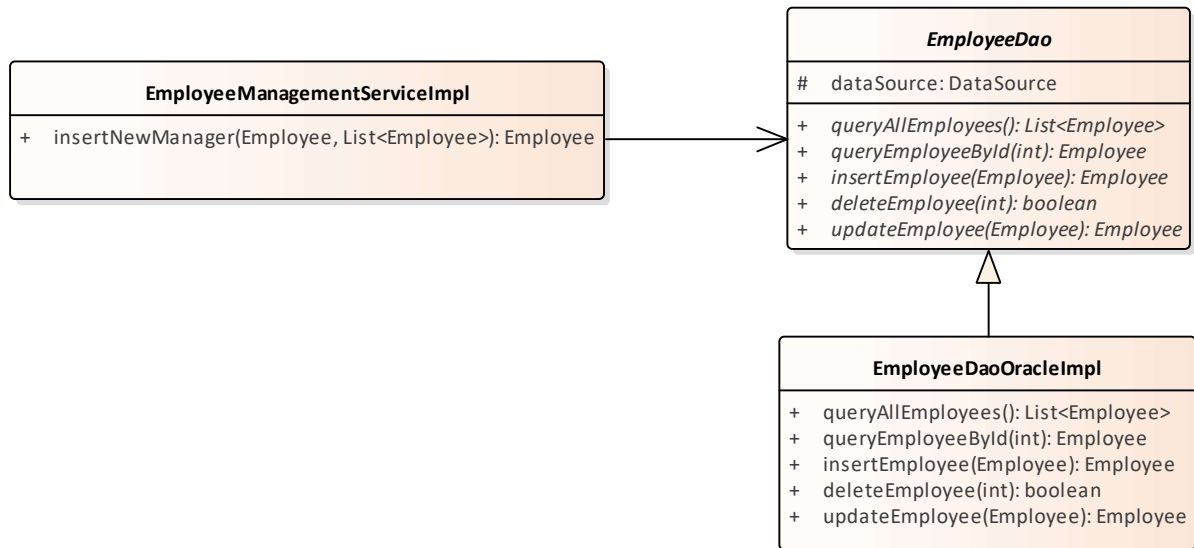 EmployeeDao
# dataSource: DataSource
+ queryAllEmployees(): List<Employee>
+ queryEmployeeById(int): Employee
+ insertEmployee(Employee): Employee
+ deleteEmployee(int): boolean
+ updateEmployee(Employee): Employee
EmployeeManagementServiceImpl
+ insertNewManager(Employee, List<Employee>): Employee
EmployeeDaoOracleImpl
+ queryAllEmployees(): List<Employee>
+ queryEmployeeById(int): Employee
+ insertEmployee(Employee): Employee
+ deleteEmployee(int): boolean
+ updateEmployee(Employee): Employee